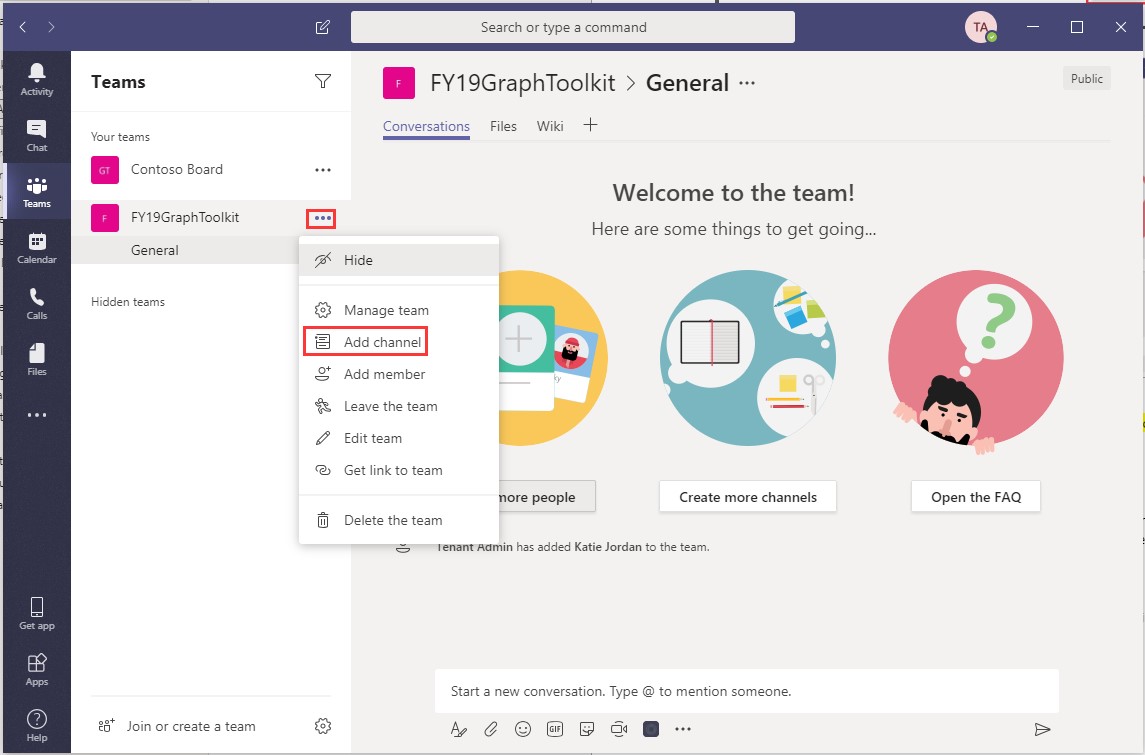 Search or type a command
TA
Activity
Chat
Teams
Calendar
Calls
Files
Get app
Apps
Help
Teams
Your teams
GT
Contoso Board
F
FY19GraphToolkit
General
Hidden teams
Hide
Manage team
Add channel
Add member
Leave the team
Edit team
Get link to team
Delete the team
Join or create a team
F
FY19GraphToolkit > General
Public
Conversations
Files
Wiki
Welcome to the team!
Here are some things to get going...
more people
Create more channels
Open the FAQ
Tenant Admin has added Katie Jordan to the team.
Start a new conversation. Type @ to mention someone.
GIF